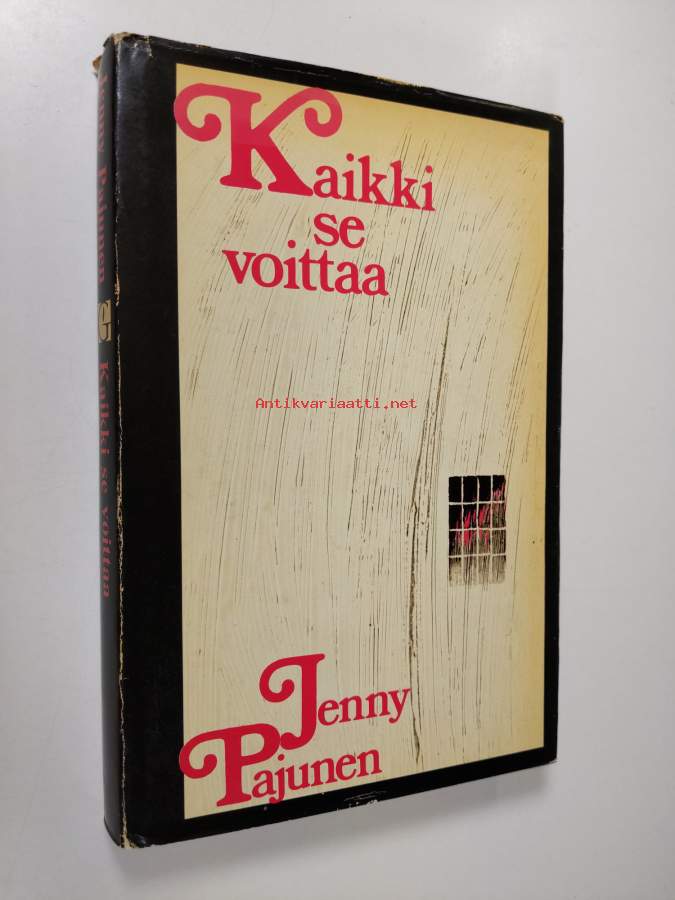 Kaikki
se
voittaa
Antikvariaatti.net
Jenny
Pajunen
Jenny Pajunen G Kaikki se voittaa